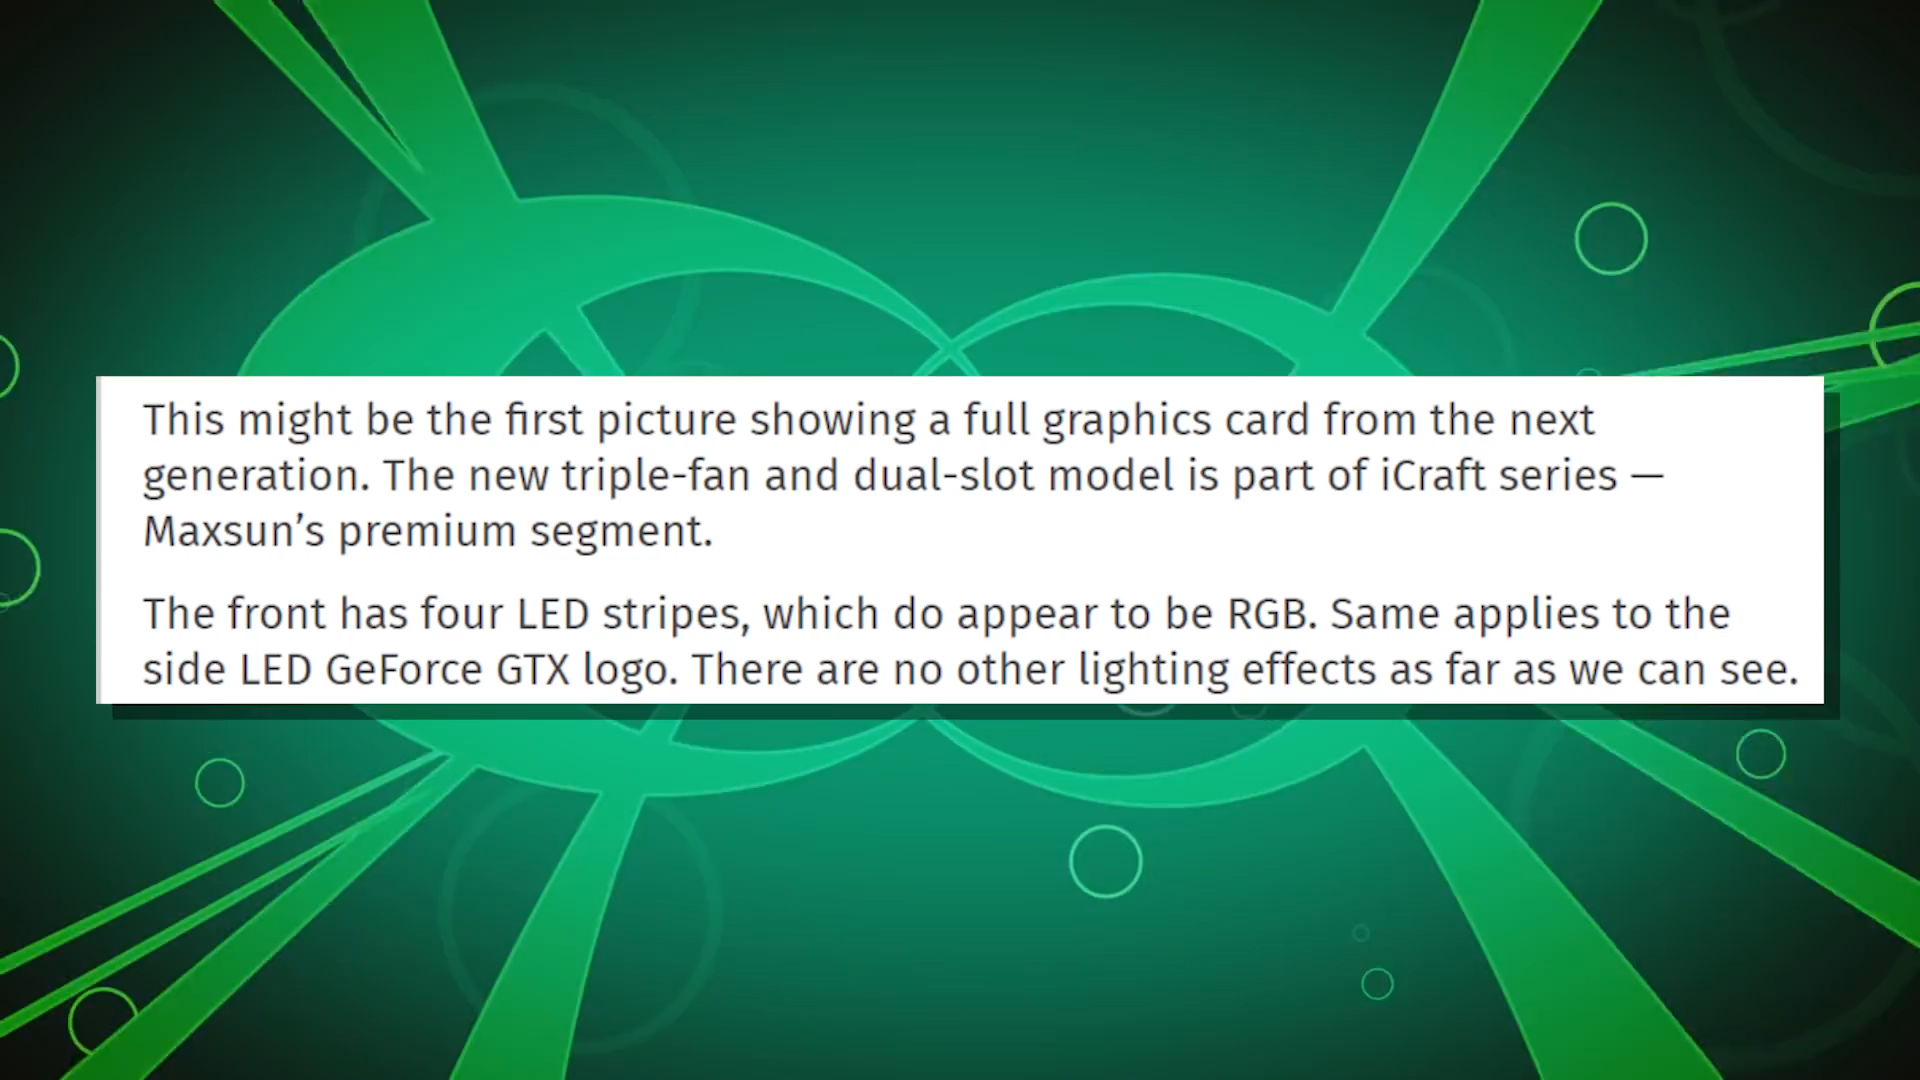 This might be the first picture showing a full graphics card from the next
generation. The new triple-fan and dual-slot model is part of iCraft series —
Maxsun’s premium segment.
The front has four LED stripes, which do appear to be RGB. Same applies to the
side LED GeForce GTX logo. There are no other lighting effects as far as we can see.